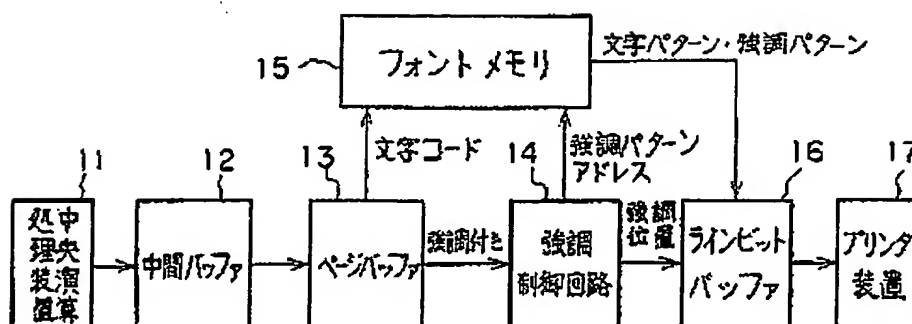 15
フォントメモリ
文字パターン・強調パターン
文字コード
強調パターン
アドレス
11
12
13
14
16
17
中央演算
処理装置
中間バッファ
ページバッファ
強調付き
強調
制御回路
強調
位置
ラインビット
バッファ
プリンタ
装置